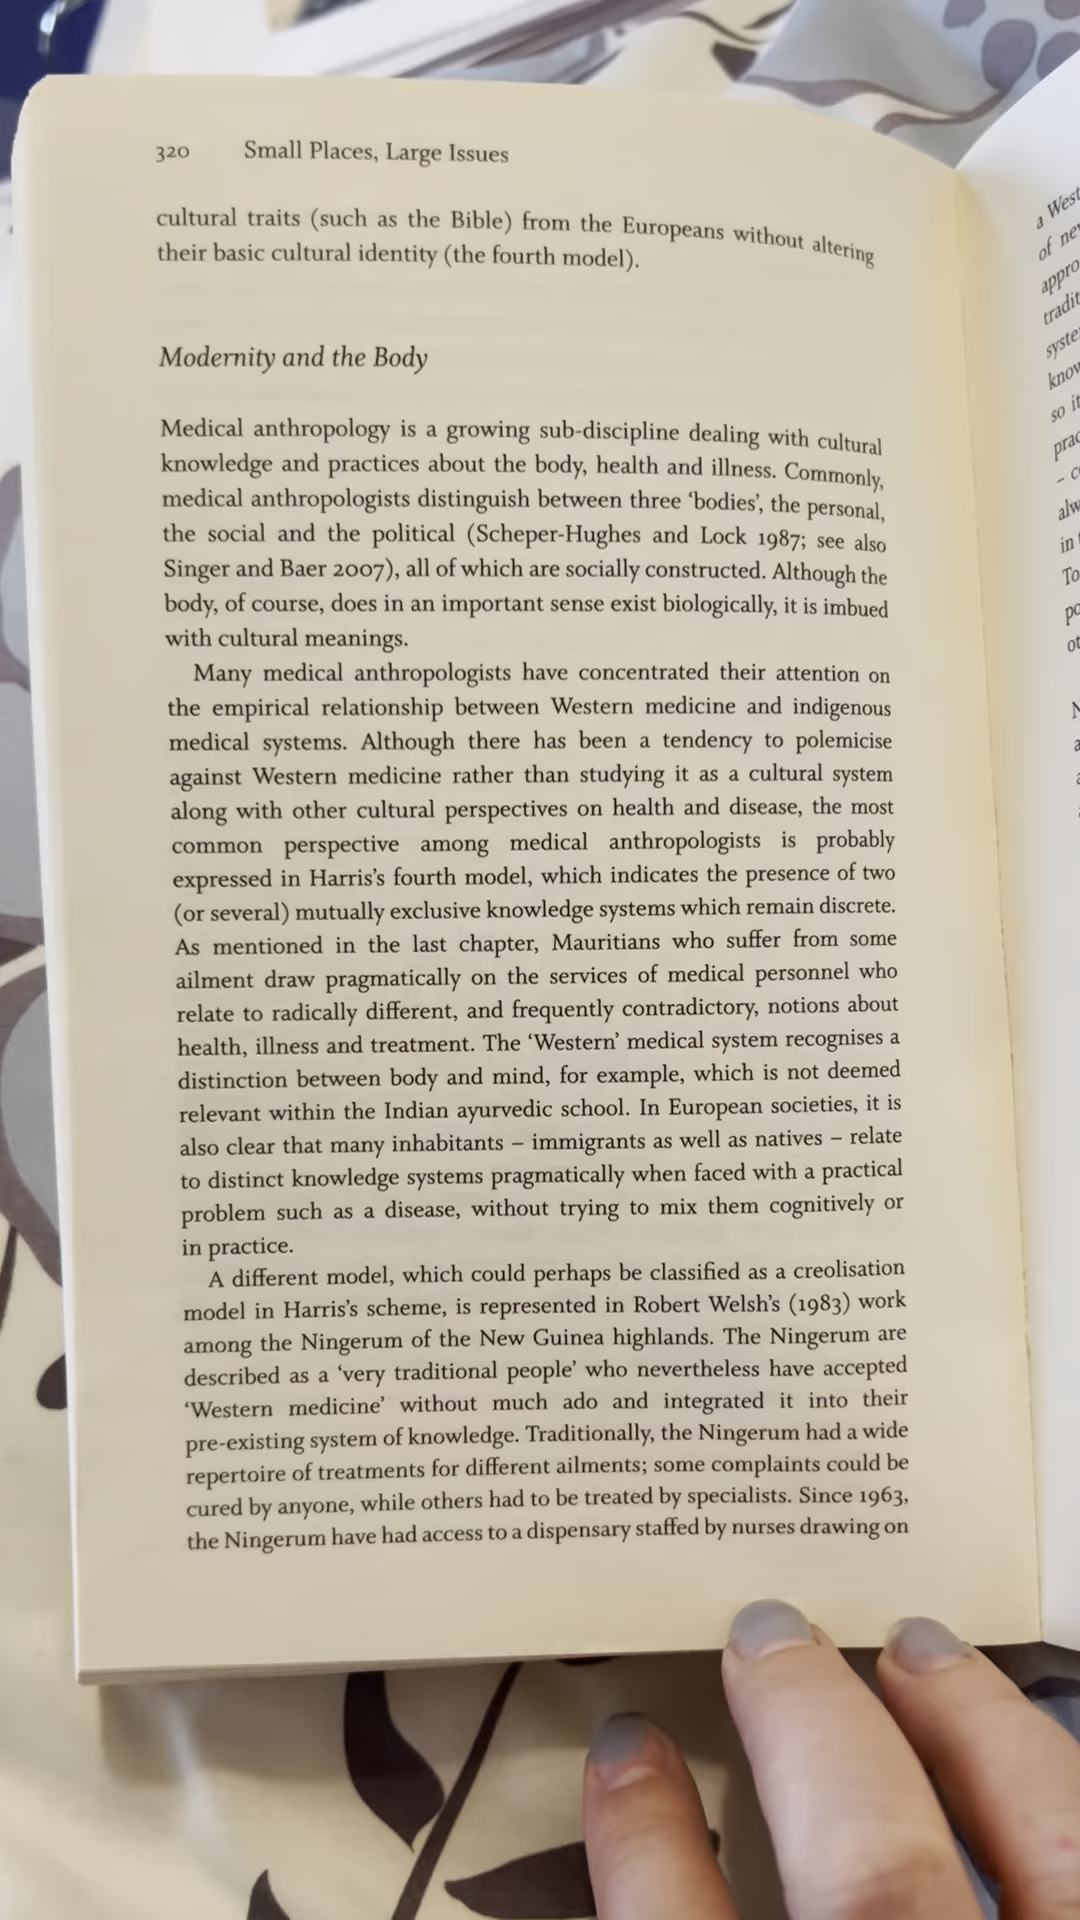 320 Small Places, Large Issues
cultural traits (such as the Bible) from the Europeans without altering
their basic cultural identity (the fourth model).
Modernity and the Body
Medical anthropology is a growing sub-discipline dealing with cultural
knowledge and practices about the body, health and illness. Commonly,
medical anthropologists distinguish between three ‘bodies’, the personal,
the social and the political (Scheper-Hughes and Lock 1987; see also
Singer and Baer 2007), all of which are socially constructed. Although the
body, of course, does in an important sense exist biologically, it is imbued
with cultural meanings.
Many medical anthropologists have concentrated their attention on
the empirical relationship between Western medicine and indigenous
medical systems. Although there has been a tendency to polemicise
against Western medicine rather than studying it as a cultural system
along with other cultural perspectives on health and disease, the most
common perspective among medical anthropologists is probably
expressed in Harris’s fourth model, which indicates the presence of two
(or several) mutually exclusive knowledge systems which remain discrete.
As mentioned in the last chapter, Mauritians who suffer from some
ailment draw pragmatically on the services of medical personnel who
relate to radically different, and frequently contradictory, notions about
health, illness and treatment. The ‘Western’ medical system recognises a
distinction between body and mind, for example, which is not deemed
relevant within the Indian ayurvedic school. In European societies, it is
also clear that many inhabitants – immigrants as well as natives – relate
to distinct knowledge systems pragmatically when faced with a practical
problem such as a disease, without trying to mix them cognitively or
in practice.
A different model, which could perhaps be classified as a creolisation
model in Harris’s scheme, is represented in Robert Welsh’s (1983) work
among the Ningerum of the New Guinea highlands. The Ningerum are
described as a ‘very traditional people’ who nevertheless have accepted
‘Western medicine’ without much ado and integrated it into their
pre-existing system of knowledge. Traditionally, the Ningerum had a wide
repertoire of treatments for different ailments; some complaints could be
cured by anyone, while others had to be treated by specialists. Since 1963,
the Ningerum have had access to a dispensary staffed by nurses drawing on
a West
of
so
in
To